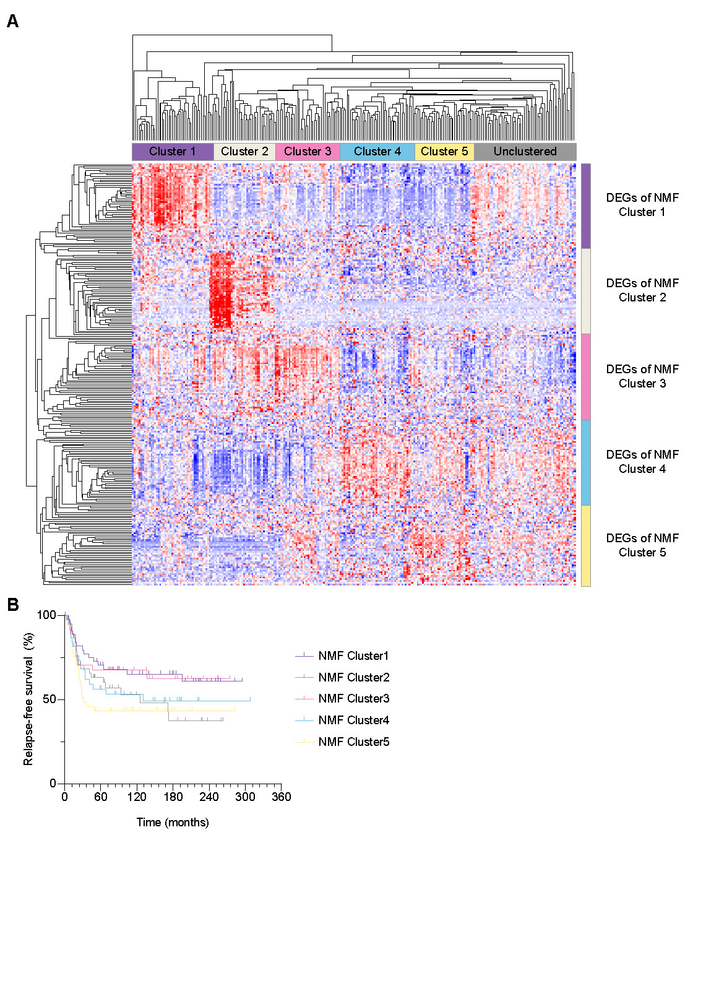 A
Cluster 1
Cluster 2
Cluster 3
Cluster 4
Cluster 5
Unclustered
DEGs of NMF
Cluster 1
DEGs of NMF
Cluster 2
DEGs of NMF
Cluster 3
DEGs of NMF
Cluster 4
DEGs of NMF
Cluster 5
B
Relapse-free survival (%)
100
50
0
0
60
120
180
240
300
360
Time (months)
NMF Cluster1
NMF Cluster2
NMF Cluster3
NMF Cluster4
NMF Cluster5